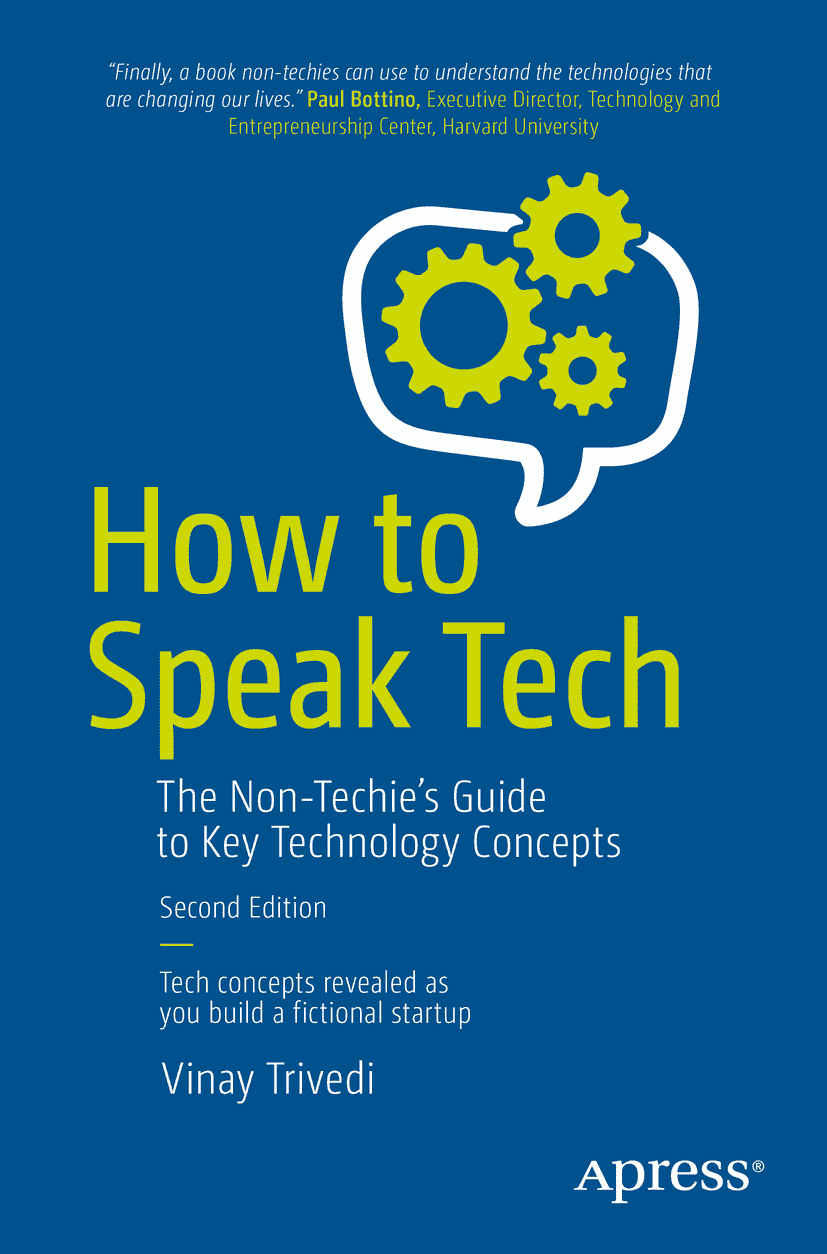 “Finally, a book non-techies can use to understand the technologies that
are changing our lives.” Paul Bottino, Executive Director, Technology and
Entrepreneurship Center, Harvard University
How to
Speak Tech
The Non-Techie’s Guide
to Key Technology Concepts
Second Edition
Tech concepts revealed as
you build a fictional startup
Vinay Trivedi
Apress®